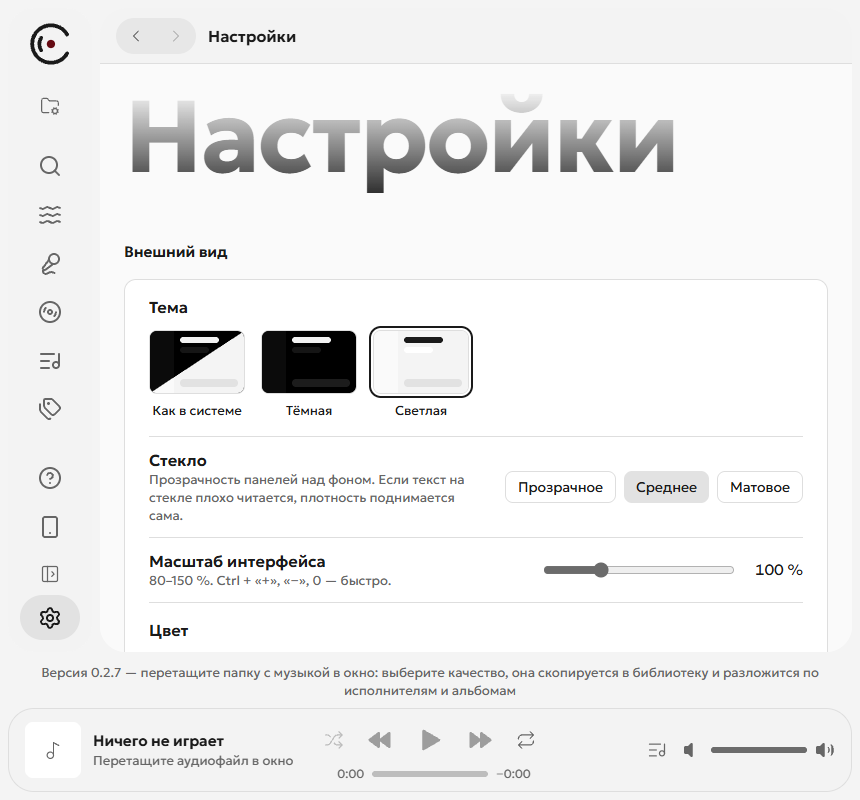 Настройки
Настройки
Внешний вид
Тема
Как в системе
Тёмная
Светлая
Стекло
Прозрачность панелей над фоном. Если текст на
стекле плохо читается, плотность поднимается
сама.
Прозрачное
Среднее
Матовое
Масштаб интерфейса
80–150 %. Ctrl + «+», «−», 0 — быстро.
100 %
Цвет
Версия 0.2.7 — перетащите папку с музыкой в окно: выберите качество, она скопируется в библиотеку и разложится по
исполнителям и альбомам
Ничего не играет
Перетащите аудиофайл в окно
0:00
−0:00